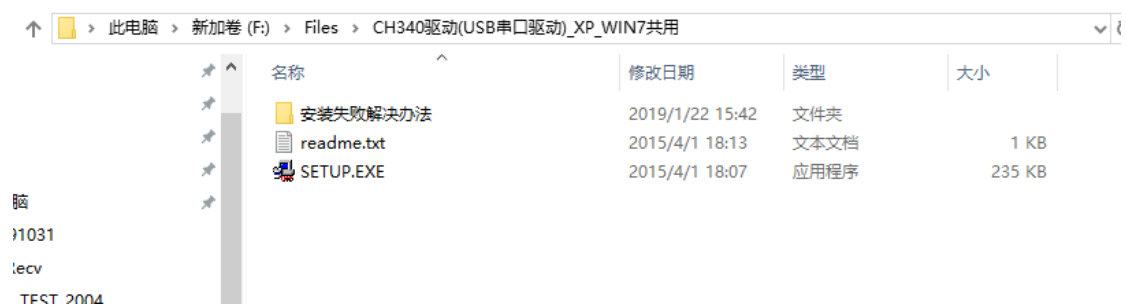 此电脑 › 新加卷 (F:) › Files › CH340驱动(USB串口驱动)_XP_WIN7共用
名称 修改日期 类型 大小
安装失败解决办法 2019/1/22 15:42 文件夹
readme.txt 2015/4/1 18:13 文本文档 1 KB
SETUP.EXE 2015/4/1 18:07 应用程序 235 KB
脑
91031
Recv
_TEST_2004